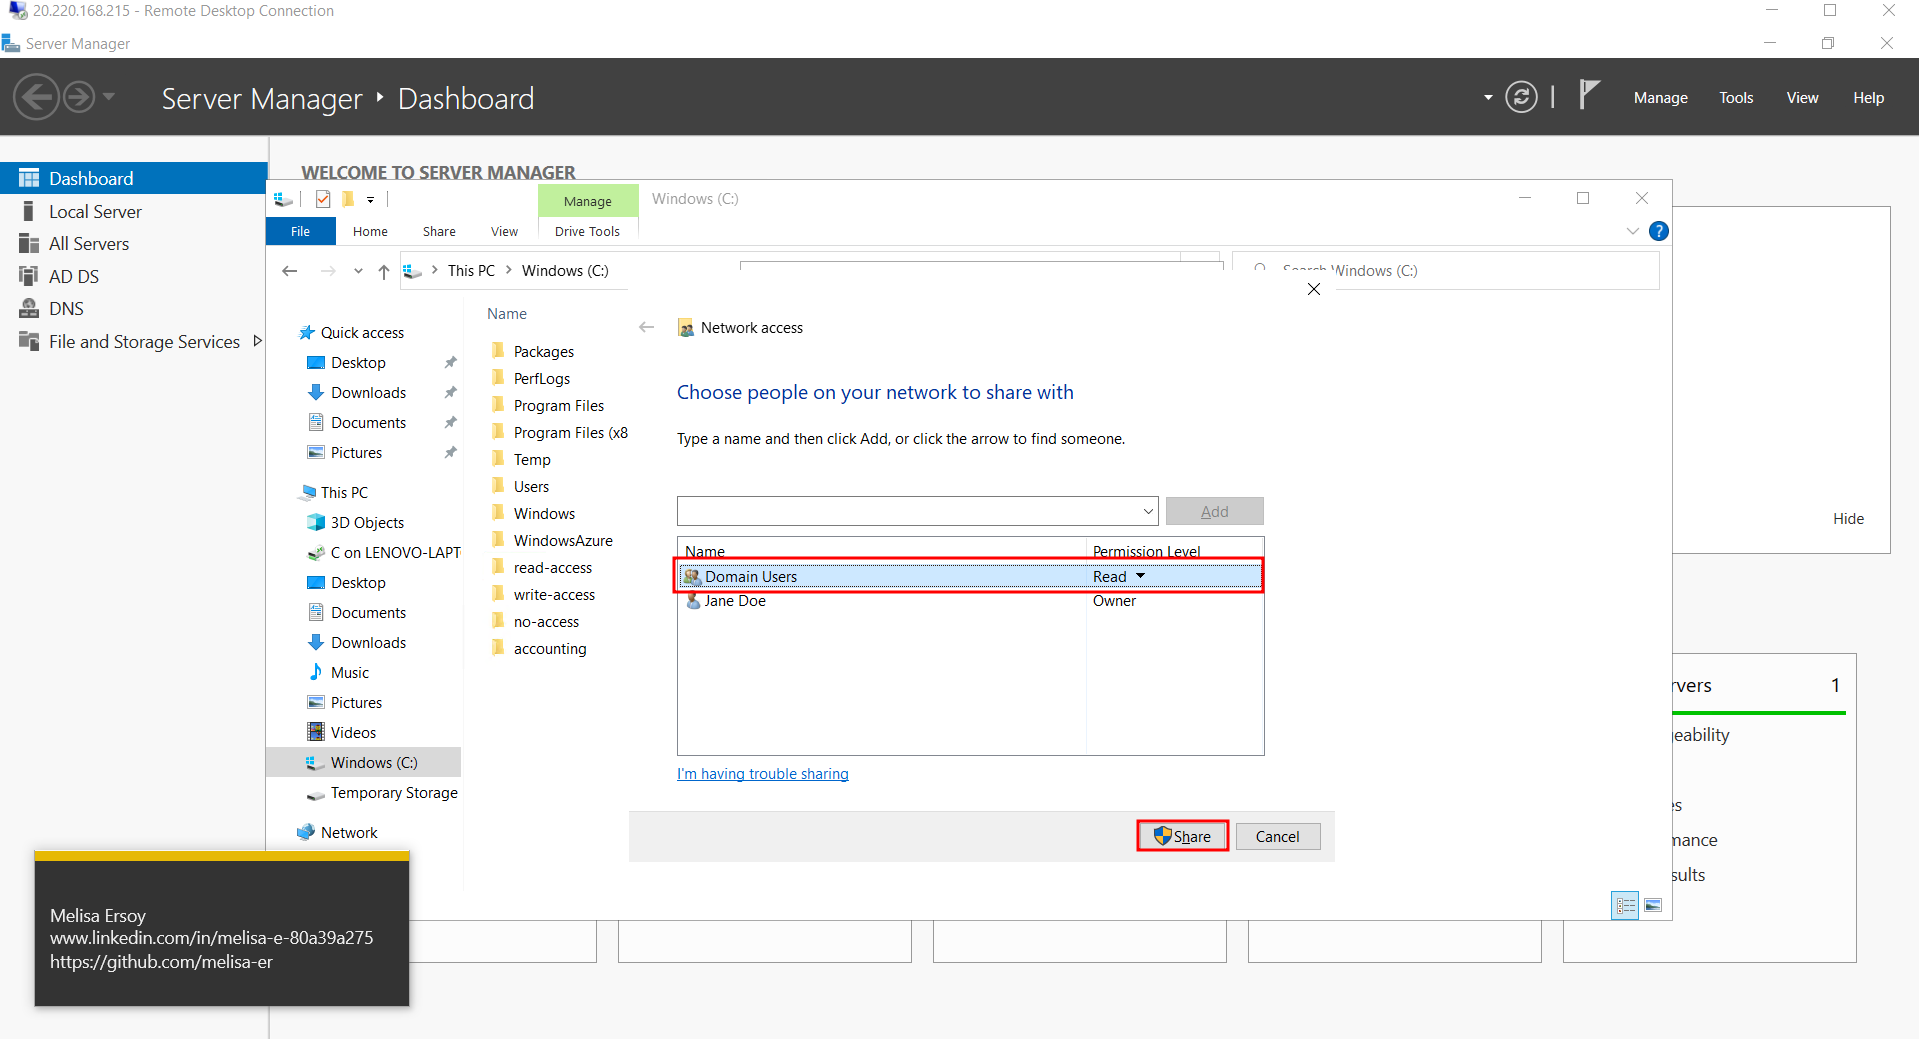 20.220.168.215 - Remote Desktop Connection
Server Manager
Server Manager Dashboard
Manage Tools View Help
Dashboard
Local Server
All Servers
AD DS
DNS
File and Storage Services
WELCOME TO SERVER MANAGER
Manage
Windows (C:)
File Home Share View Drive Tools
This PC Windows (C:)
Search Windows (C:)
Quick access
Desktop
Downloads
Documents
Pictures
This PC
3D Objects
C on LENOVO-LAPT
Desktop
Documents
Downloads
Music
Pictures
Videos
Windows (C:)
Temporary Storage
Network
Name
Packages
PerfLogs
Program Files
Program Files (x8
Temp
Users
Windows
WindowsAzure
read-access
write-access
no-access
accounting
Network access
Choose people on your network to share with
Type a name and then click Add, or click the arrow to find someone.
Add
Name Permission Level
Domain Users Read
Jane Doe Owner
I'm having trouble sharing
Share Cancel
Hide
rvers 1
eability
es
mance
sults
Melisa Ersoy
www.linkedin.com/in/melisa-e-80a39a275
https://github.com/melisa-er